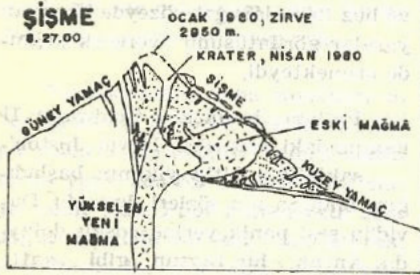 ŞİŞME
8.27.00
OCAK 1980, ZİRVE
2950 m.
KRATER, NİSAN 1980
GÜNEY YAMAÇ
ŞİŞME
ESKİ MAĞMA
KUZEY YAMAÇ
YÜKSELEN
YENİ
MAĞMA